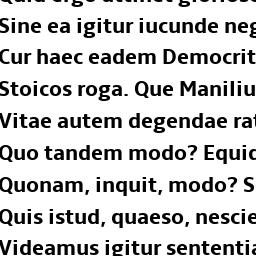 Sine ea igitur iucunde neg
Cur haec eadem Democrit
Stoicos roga. Que Maniliu
Vitae autem degendae rat
Quo tandem modo? Equid
Quonam, inquit, modo? S
Quis istud, quaeso, nescie
Videamus igitur sententia